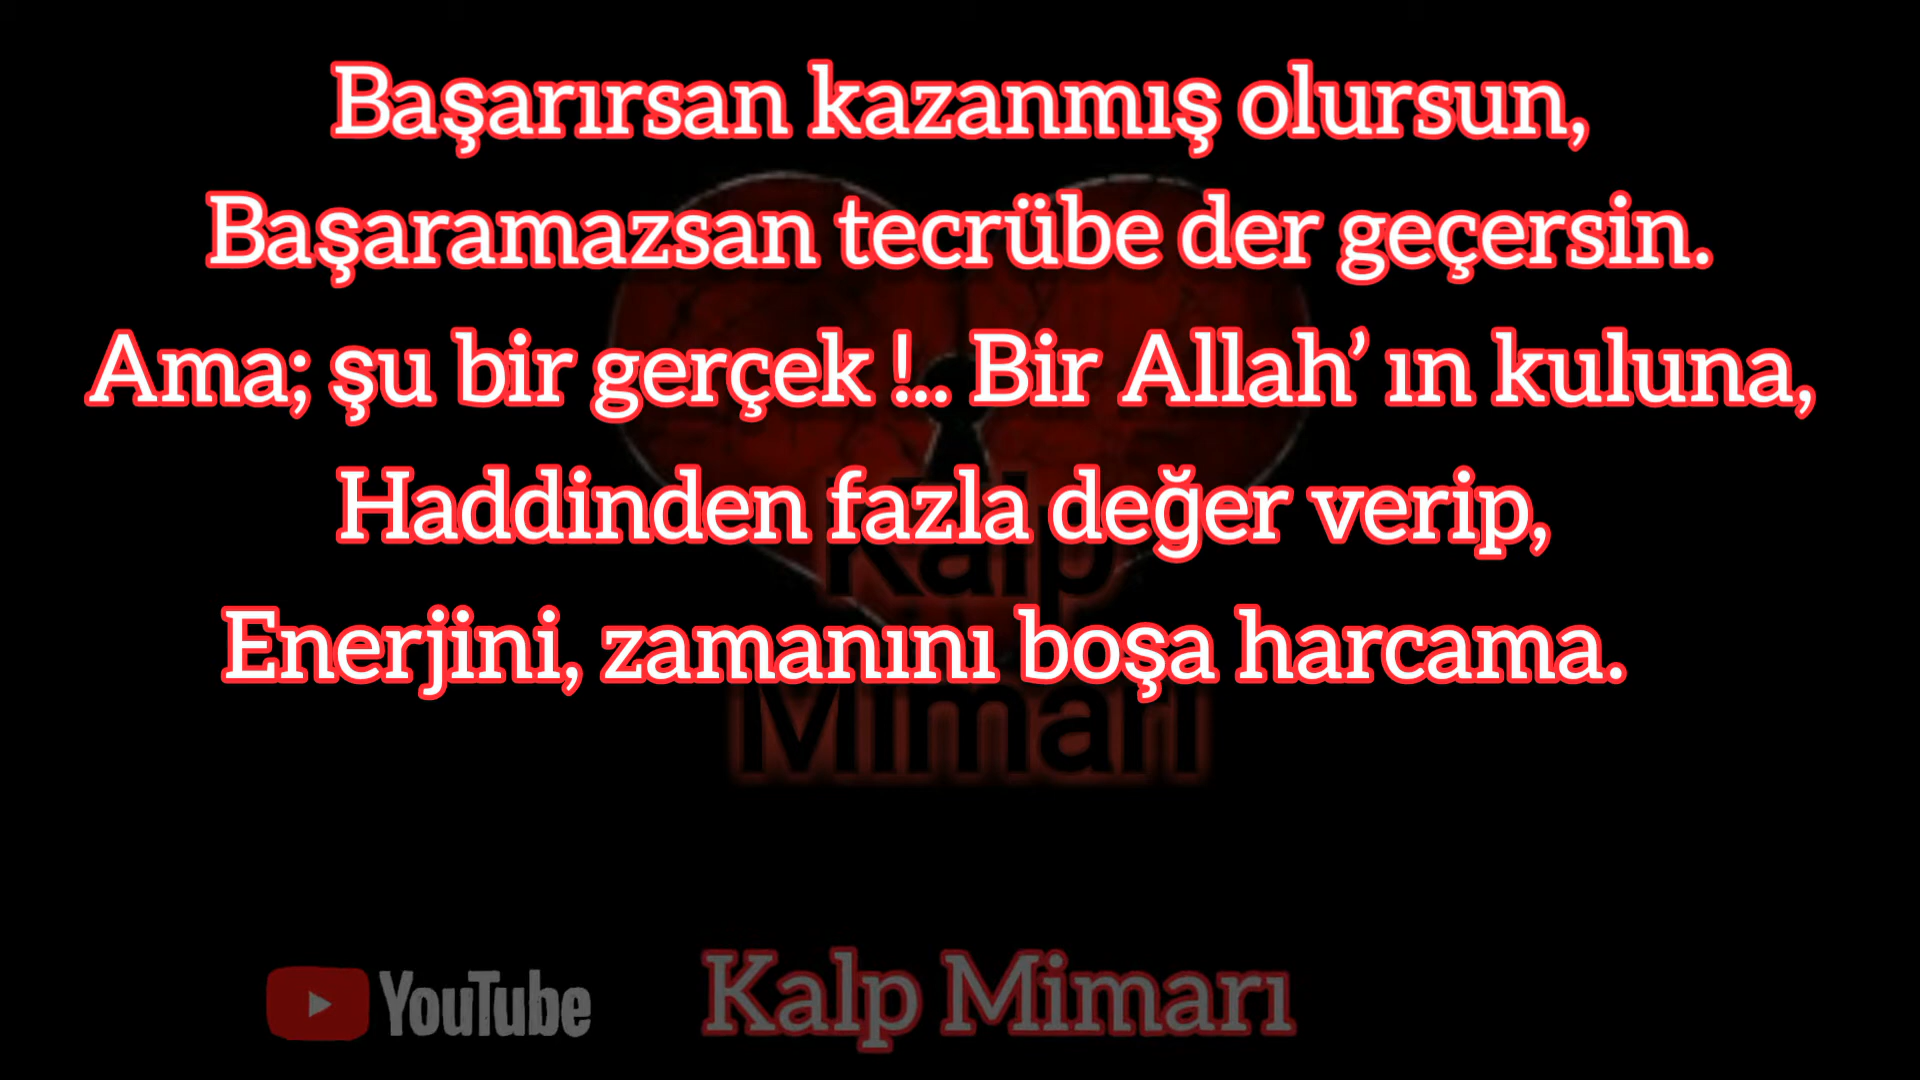 Başarırsan kazanmış olursun,
Başaramazsan tecrübe der geçersin.
Ama; şu bir gerçek !.. Bir Allah’ ın kuluna,
Haddinden fazla değer verip,
Enerjini, zamanını boşa harcama.
Kalp
Mimarı
YouTube Kalp Mimarı